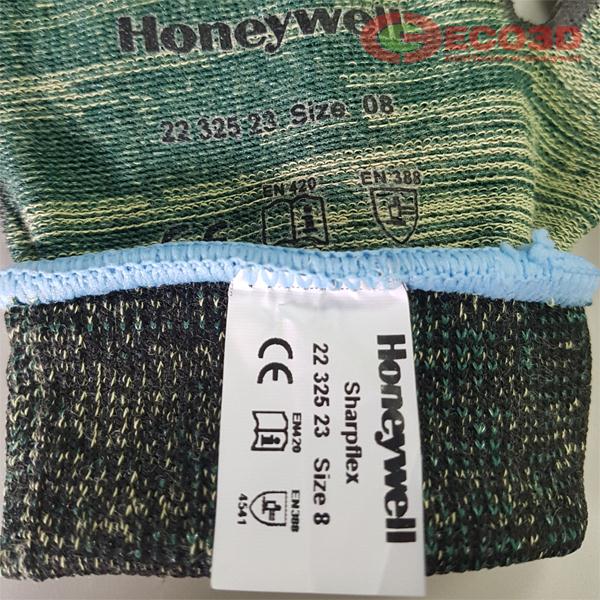 Honeywell
ECO3D
22 325 23 Size 08
EN 420
EN 388
CE
Honeywell
Sharpflex
22 325 23 Size 8
CE
EN420
EN388
4541